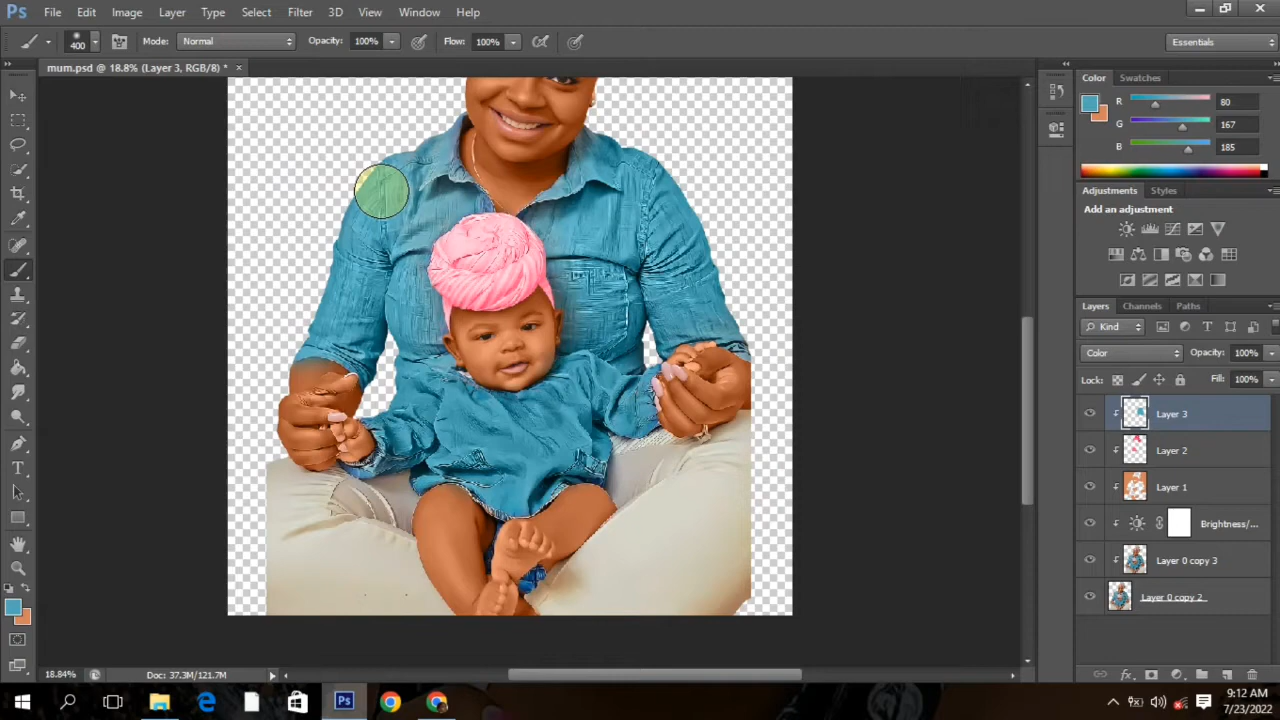 Ps File Edit Image Layer Type Select Filter 3D View Window Help
400 Mode: Normal Opacity: 100% Flow: 100% Essentials
mum.psd @ 18.8% (Layer 3, RGB/8) * ×
Color Swatches
R 80
G 167
B 185
Adjustments Styles
Add an adjustment
Layers Channels Paths
Kind
Color Opacity: 100%
Lock: Fill: 100%
Layer 3
Layer 2
Layer 1
Brightness/...
Layer 0 copy 3
Layer 0 copy 2
18.84% Doc: 37.3M/121.7M
Ps
9:12 AM
7/23/2022